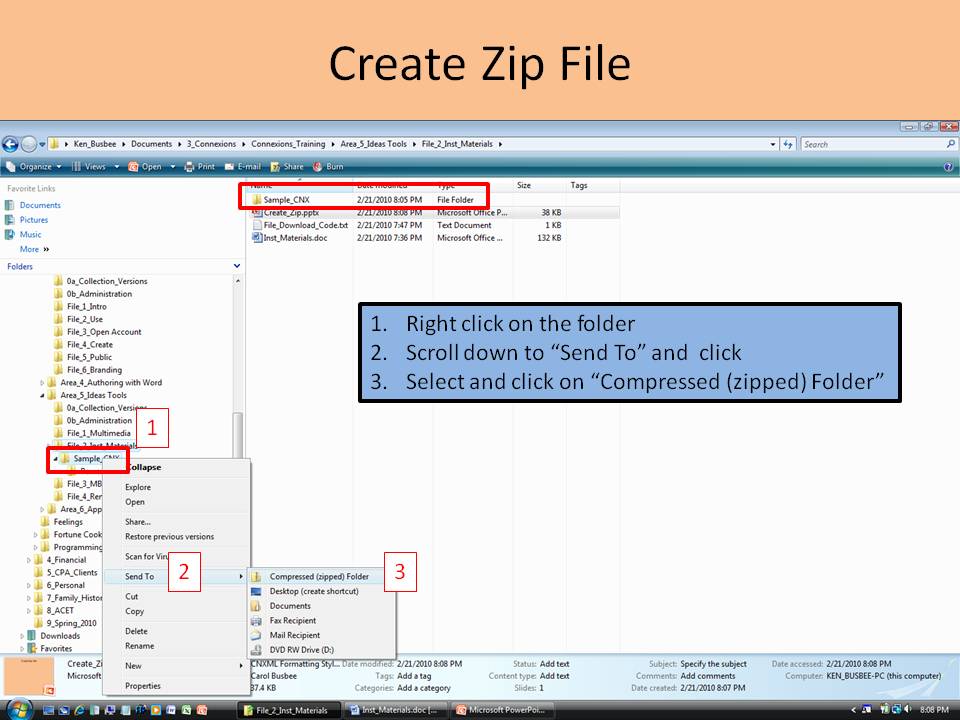 Create Zip File
Ken_Busbee Documents 3_Connexions Connexions_Training Area_5_Ideas Tools File_2_Inst_Materials
Search
Organize Views Open Print E-mail Share Burn
Favorite Links
Documents
Pictures
Music
More »
Folders
Name Date modified Type Size Tags
Sample_CNX 2/21/2010 8:05 PM File Folder
Create_Zip.pptx 2/21/2010 8:08 PM Microsoft Office P... 38 KB
File_Download_Code.txt 2/21/2010 7:47 PM Text Document 1 KB
Inst_Materials.doc 2/21/2010 7:36 PM Microsoft Office ... 132 KB
0a_Collection_Versions
0b_Administration
File_1_Intro
File_2_Use
File_3_Open Account
File_4_Create
File_5_Public
File_6_Branding
Area_4_Authoring with Word
Area_5_Ideas Tools
0a_Collection_Versions
0b_Administration
File_1_Multimedia
File_2_Inst_Materials
Sample_CNX
File_3_MB
File_4_Rer
Area_6_App
Feelings
Fortune Cook
Programming
4_Financial
5_CPA_Clients
6_Personal
7_Family_Histor
8_ACET
9_Spring_2010
Downloads
Favorites
1. Right click on the folder
2. Scroll down to “Send To” and click
3. Select and click on “Compressed (zipped) Folder”
1
2
3
Collapse
Explore
Open
Share...
Restore previous versions
Scan for Viru
Send To
Cut
Copy
Delete
Rename
New
Properties
Compressed (zipped) Folder
Desktop (create shortcut)
Documents
Fax Recipient
Mail Recipient
DVD RW Drive (D:)
Create_Zi CNXML Formatting Styl... Date modified: 2/21/2010 8:08 PM Status: Add text Subject: Specify the subject Date accessed: 2/21/2010 8:08 PM
Microsof Carol Busbee Tags: Add a tag Content type: Add text Comments: Add comments Computer: KEN_BUSBEE-PC (this computer)
37.4 KB Categories: Add a category Slides: 1 Date created: 2/21/2010 8:07 PM
File_2_Inst_Materials Inst_Materials.doc [... Microsoft PowerPoi... 8:08 PM